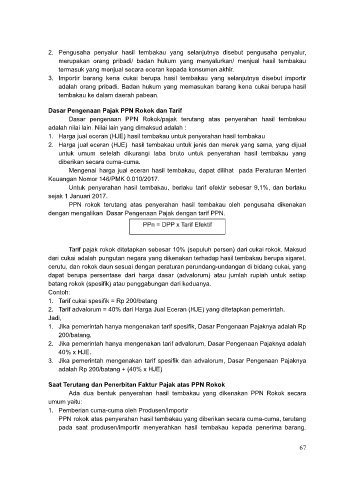 2. Pengusaha penyalur hasil tembakau yang selanjutnya disebut pengusaha penyalur,
merupakan orang pribadi/ badan hukum yang menyalurkan/ menjual hasil tembakau
termasuk yang menjual secara eceran kepada konsumen akhir.
3. Importir barang kena cukai berupa hasil tembakau yang selanjutnya disebut importir
adalah orang pribadi. Badan hukum yang memasukan barang kena cukai berupa hasil
tembakau ke dalam daerah pabean.
Dasar Pengenaan Pajak PPN Rokok dan Tarif
Dasar pengenaan PPN Rokok/pajak terutang atas penyerahan hasil tembakau
adalah nilai lain. Nilai lain yang dimaksud adalah :
1. Harga jual eceran (HJE) hasil tembakau untuk penyerahan hasil tembakau
2. Harga jual eceran (HJE) hasil tembakau untuk jenis dan merek yang sama, yang dijual
untuk umum setelah dikurangi laba bruto untuk penyerahan hasil tembakau yang
diberikan secara cuma-cuma.
Mengenai harga jual eceran hasil tembakau, dapat dilihat pada Peraturan Menteri
Keuangan Nomor 146/PMK 0.010/2017.
Untuk penyerahan hasil tembakau, berlaku tarif efektif sebesar 9,1%, dan berlaku
sejak 1 Januari 2017.
PPN rokok terutang atas penyerahan hasil tembakau oleh pengusaha dikenakan
dengan mengalikan Dasar Pengenaan Pajak dengan tarif PPN.
PPn = DPP x Tarif Efektif
Tarif pajak rokok ditetapkan sebesar 10% (sepuluh persen) dari cukai rokok. Maksud
dari cukai adalah pungutan negara yang dikenakan terhadap hasil tembakau berupa sigaret,
cerutu, dan rokok daun sesuai dengan peraturan perundang-undangan di bidang cukai, yang
dapat berupa persentase dari harga dasar (advalorum) atau jumlah rupiah untuk setiap
batang rokok (spesifik) atau penggabungan dari keduanya.
Contoh:
1. Tarif cukai spesifik = Rp 200/batang
2. Tarif advalorum = 40% dari Harga Jual Eceran (HJE) yang ditetapkan pemerintah.
Jadi,
1. Jika pemerintah hanya mengenakan tarif spesifik, Dasar Pengenaan Pajaknya adalah Rp
200/batang.
2. Jika pemerintah hanya mengenakan tarif advalorum, Dasar Pengenaan Pajaknya adalah
40% x HJE.
3. Jika pemerintah mengenakan tarif spesifik dan advalorum, Dasar Pengenaan Pajaknya
adalah Rp 200/batang + (40% x HJE)
Saat Terutang dan Penerbitan Faktur Pajak atas PPN Rokok
Ada dua bentuk penyerahan hasil tembakau yang dikenakan PPN Rokok secara
umum yaitu:
1. Pemberian cuma-cuma oleh Produsen/Importir
PPN rokok atas penyerahan hasil tembakau yang diberikan secara cuma-cuma, terutang
pada saat produsen/importir menyerahkan hasil tembakau kepada penerima barang.
67